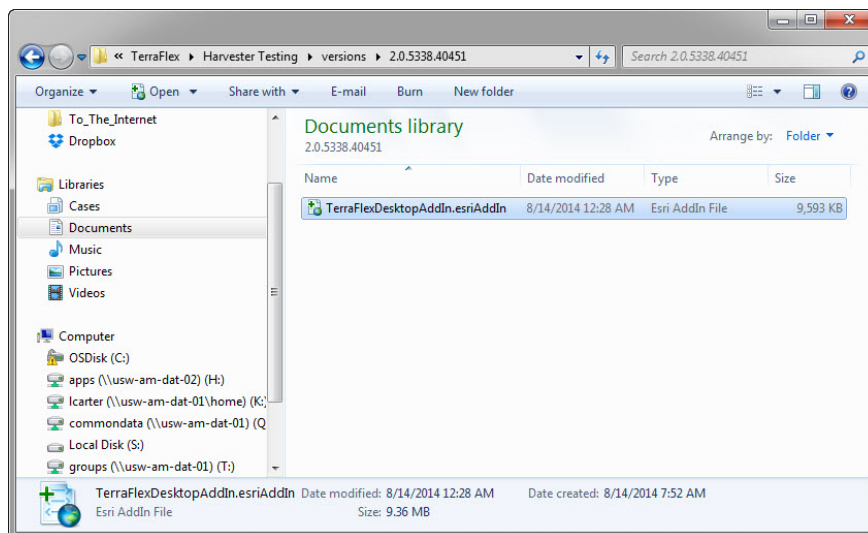 « TerraFlex ▸ Harvester Testing ▸ versions ▸ 2.0.5338.40451
Search 2.0.5338.40451
Organize ▾ Open ▾ Share with ▾ E-mail Burn New folder
To_The_Internet
Dropbox
Libraries
Cases
Documents
Music
Pictures
Videos
Computer
OSDisk (C:)
apps (\\usw-am-dat-02) (H:)
lcarter (\\usw-am-dat-01\home) (K:)
commondata (\\usw-am-dat-01) (Q
Local Disk (S:)
groups (\\usw-am-dat-01) (T:)
Documents library
2.0.5338.40451
Arrange by: Folder ▾
Name Date modified Type Size
TerraFlexDesktopAddIn.esriAddIn 8/14/2014 12:28 AM Esri AddIn File 9,593 KB
TerraFlexDesktopAddIn.esriAddIn Date modified: 8/14/2014 12:28 AM Date created: 8/14/2014 7:52 AM
Esri AddIn File Size: 9.36 MB